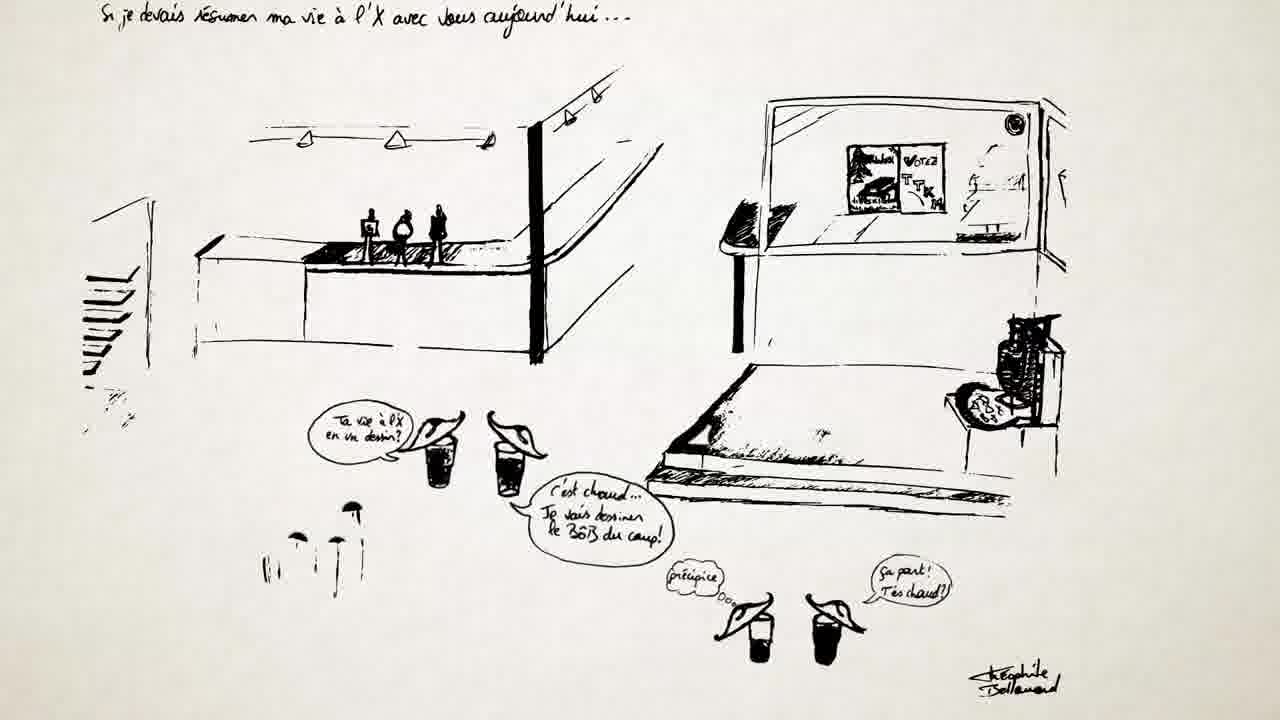 Si je devais résumer ma vie à l'X avec vous aujourd'hui...
VOTEZ
TTK
Ta vie à l'X
en un dessin?
C'est chaud...
Je vais dessiner
le BôB du coup!
précipice
Ça part!
T'es chaud?
Théophile